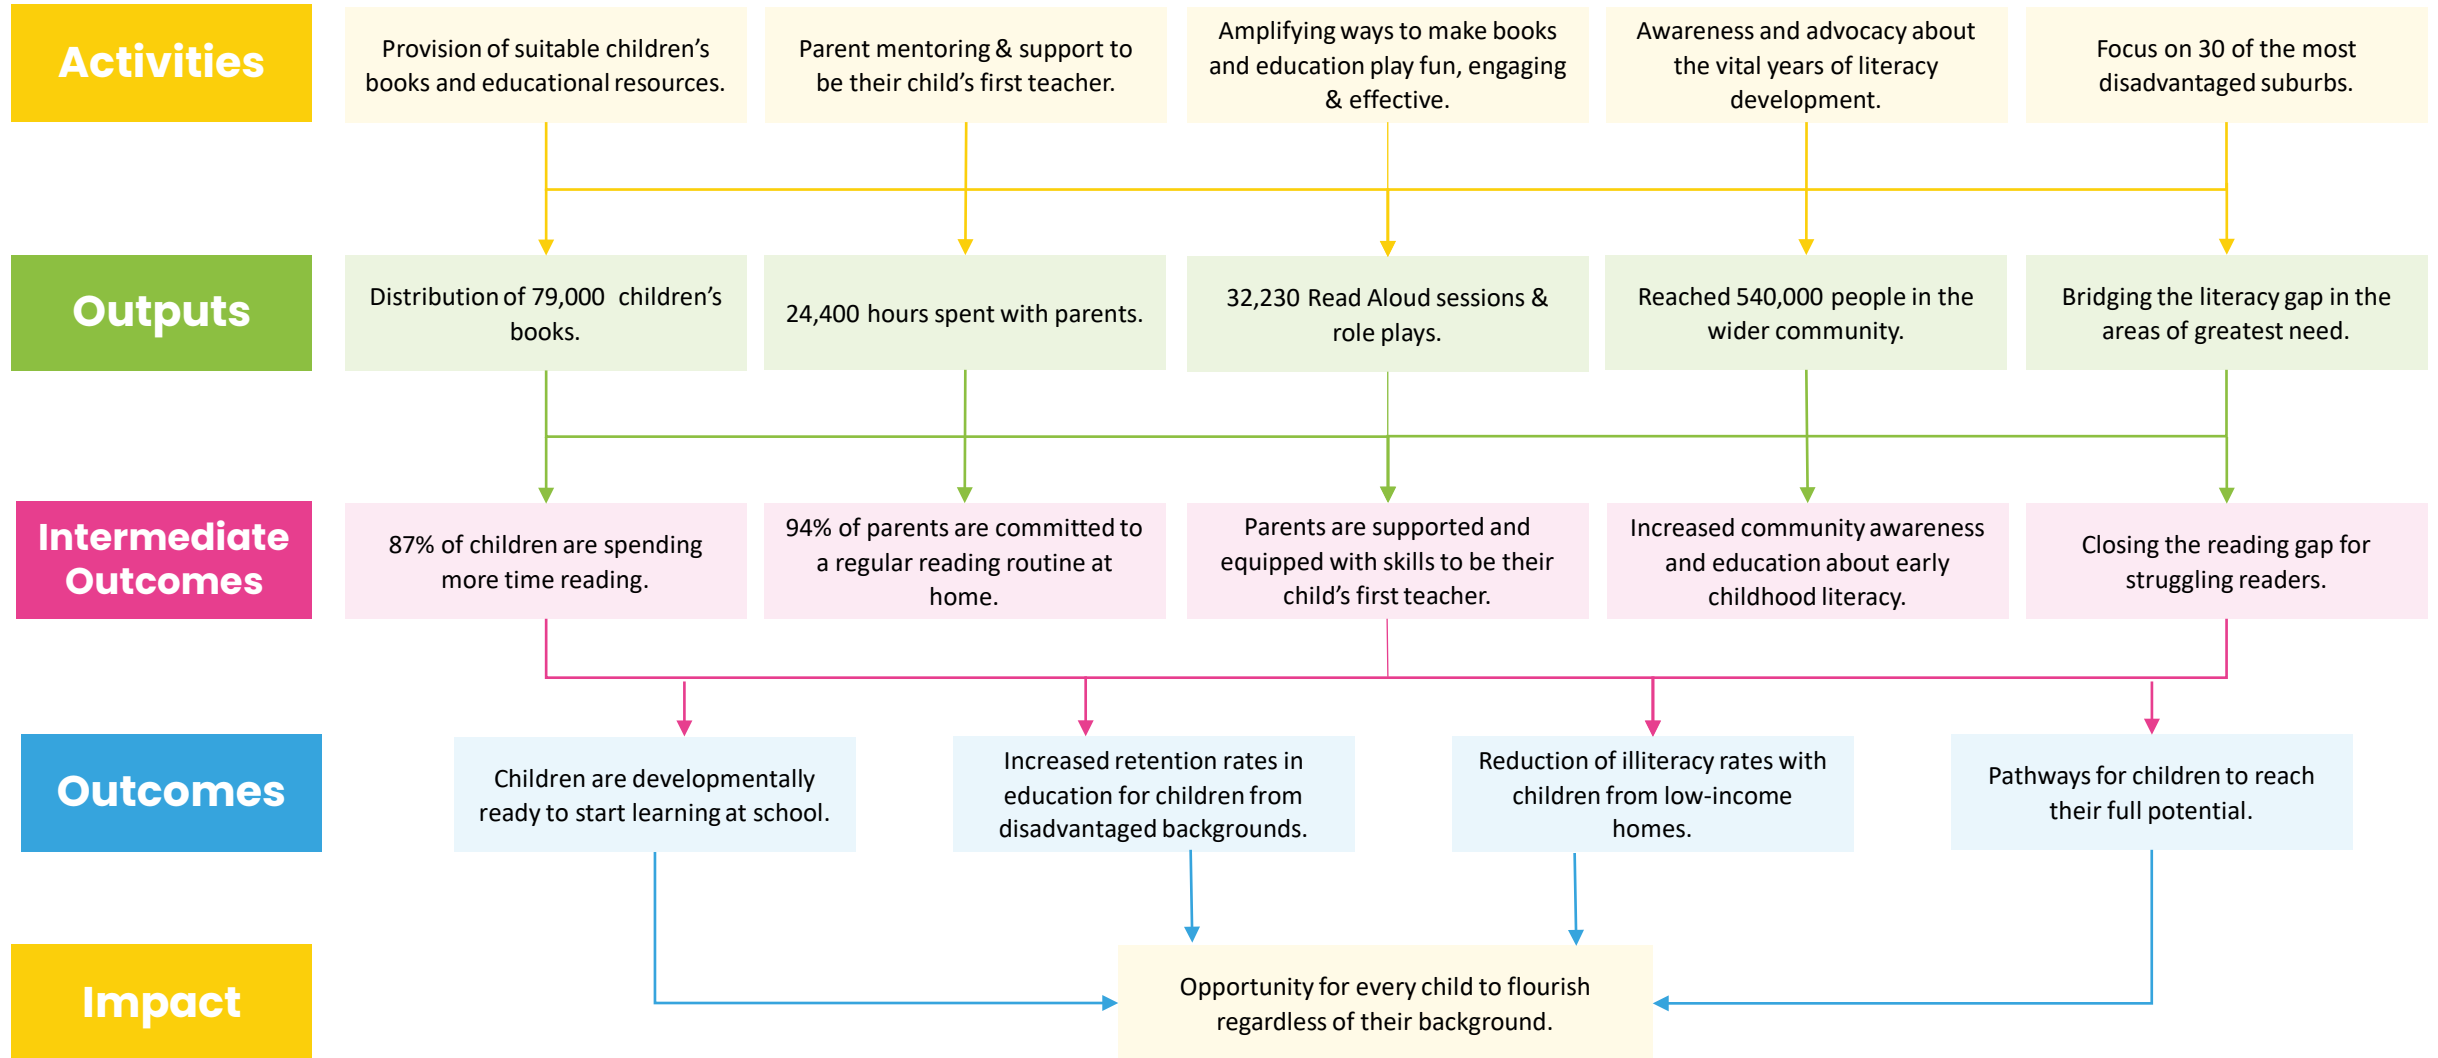 Activities
Provision of suitable children's
books and educational resources.
Parent mentoring & support to
be their child's first teacher.
Amplifying ways to make books
and education play fun, engaging
& effective.
Awareness and advocacy about
the vital years of literacy
development.
Focus on 30 of the most
disadvantaged suburbs.
Outputs
Distribution of 79,000 children's
books.
24,400 hours spent with parents.
32,230 Read Aloud sessions &
role plays.
Reached 540,000 people in the
wider community.
Bridging the literacy gap in the
areas of greatest need.
Intermediate
Outcomes
87% of children are spending
more time reading.
94% of parents are committed to
a regular reading routine at
home.
Parents are supported and
equipped with skills to be their
child's first teacher.
Increased community awareness
and education about early
childhood literacy.
Closing the reading gap for
struggling readers.
Outcomes
Children are developmentally
ready to start learning at school.
Increased retention rates in
education for children from
disadvantaged backgrounds.
Reduction of illiteracy rates with
children from low-income
homes.
Pathways for children to reach
their full potential.
Impact
Opportunity for every child to flourish
regardless of their background.